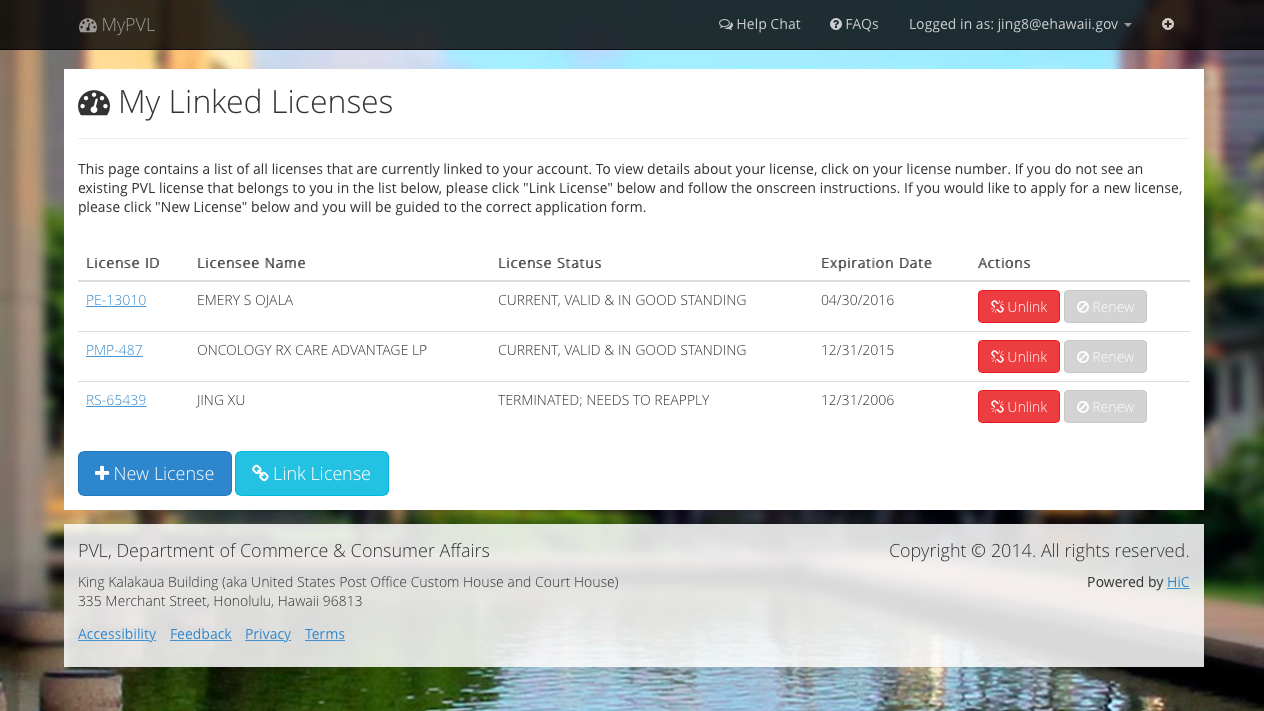 MyPVL Help Chat FAQs Logged in as: jing8@ehawaii.gov
My Linked Licenses
This page contains a list of all licenses that are currently linked to your account. To view details about your license, click on your license number. If you do not see an
existing PVL license that belongs to you in the list below, please click "Link License" below and follow the onscreen instructions. If you would like to apply for a new license,
please click "New License" below and you will be guided to the correct application form.
License ID Licensee Name License Status Expiration Date Actions
PE-13010 EMERY S OJALA CURRENT, VALID & IN GOOD STANDING 04/30/2016 Unlink Renew
PMP-487 ONCOLOGY RX CARE ADVANTAGE LP CURRENT, VALID & IN GOOD STANDING 12/31/2015 Unlink Renew
RS-65439 JING XU TERMINATED; NEEDS TO REAPPLY 12/31/2006 Unlink Renew
New License Link License
PVL, Department of Commerce & Consumer Affairs Copyright © 2014. All rights reserved.
King Kalakaua Building (aka United States Post Office Custom House and Court House) Powered by HiC
335 Merchant Street, Honolulu, Hawaii 96813
Accessibility Feedback Privacy Terms